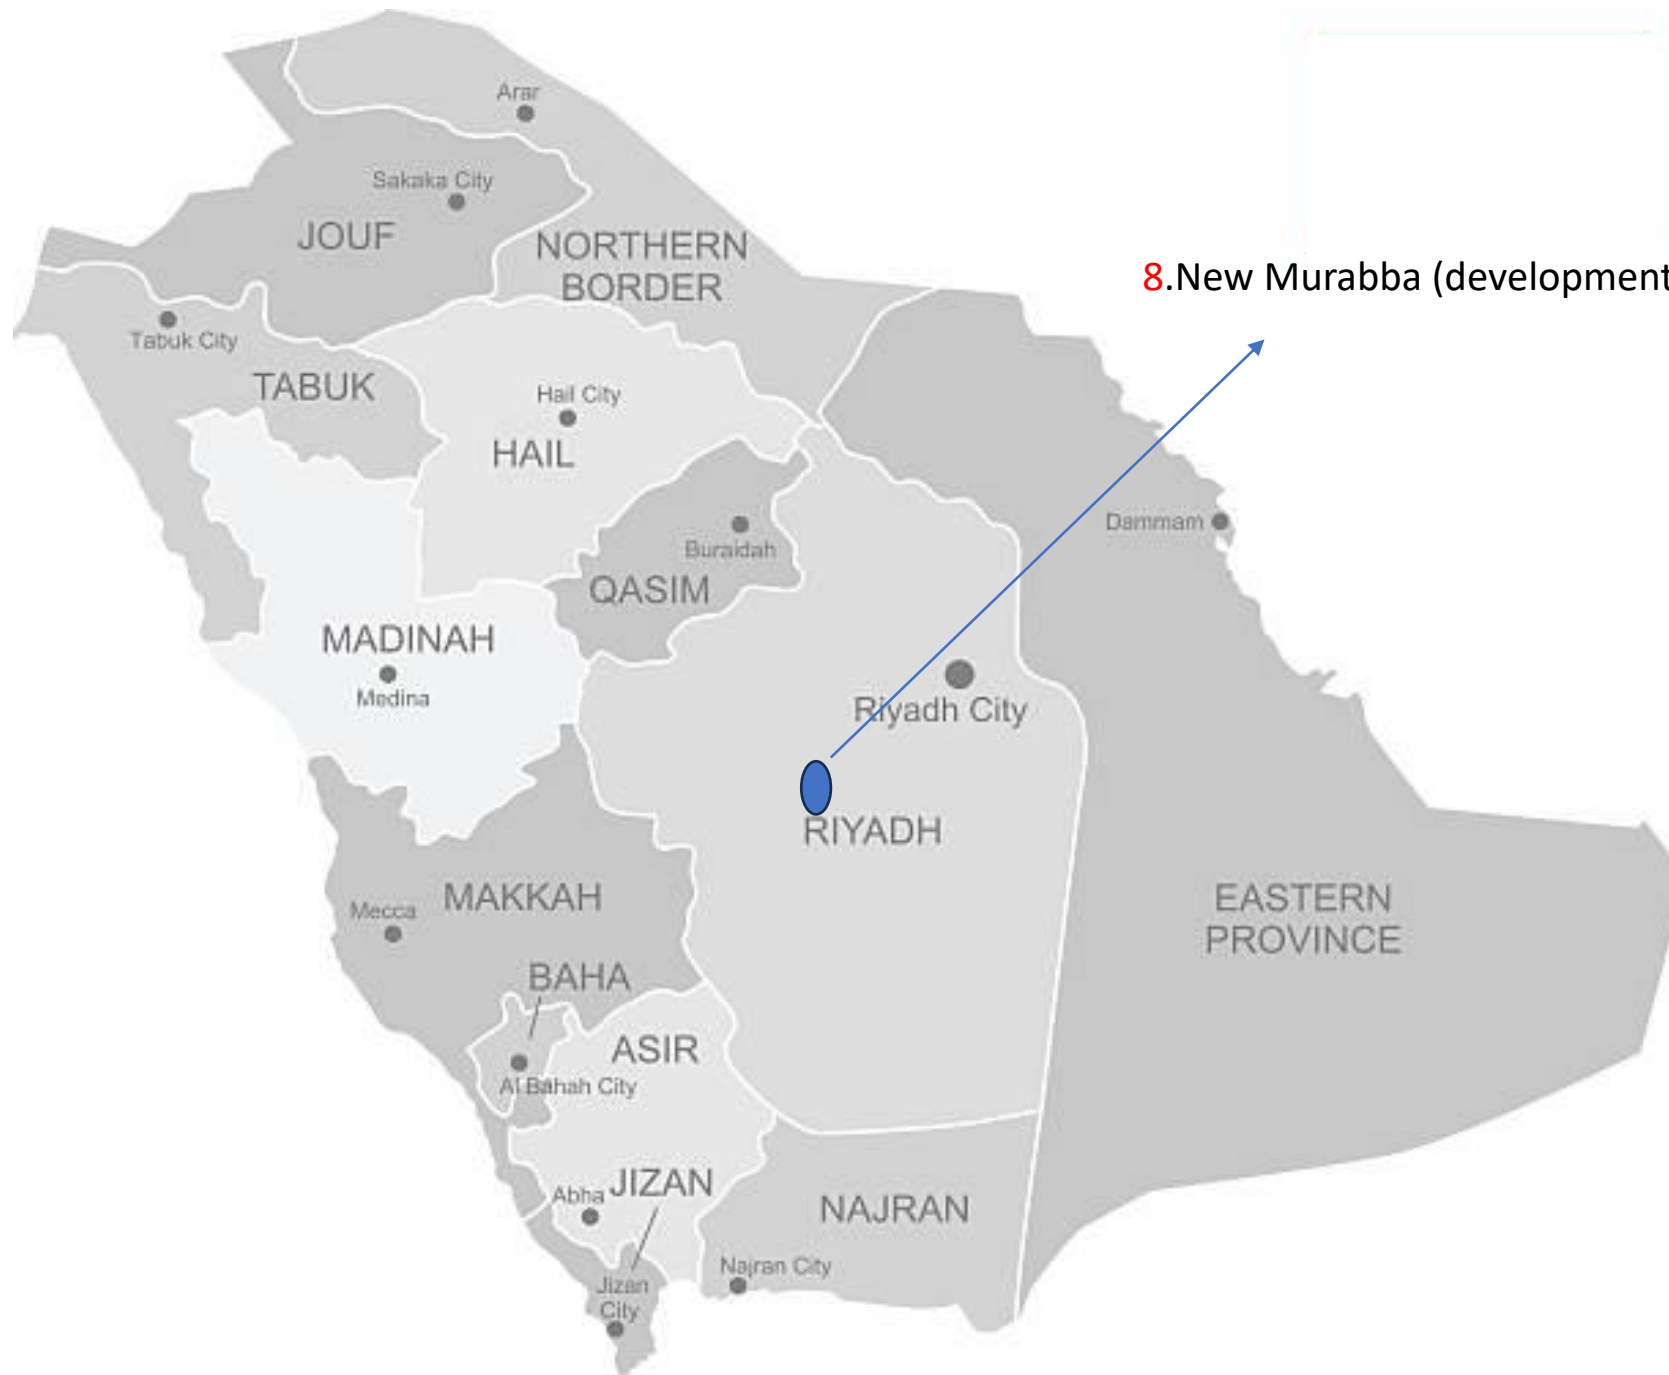 Arar
Sakaka City
JOUF
NORTHERN
BORDER
8.New Murabba (development
Tabuk City
TABUK
Hail City
HAIL
Dammam
Buraidah
QASIM
MADINAH
Medina
Riyadh City
RIYADH
MAKKAH
Mecca
EASTERN
PROVINCE
BAHA
ASIR
Al Bahah City
JIZAN
Abha
NAJRAN
Najran City
Jizan
City